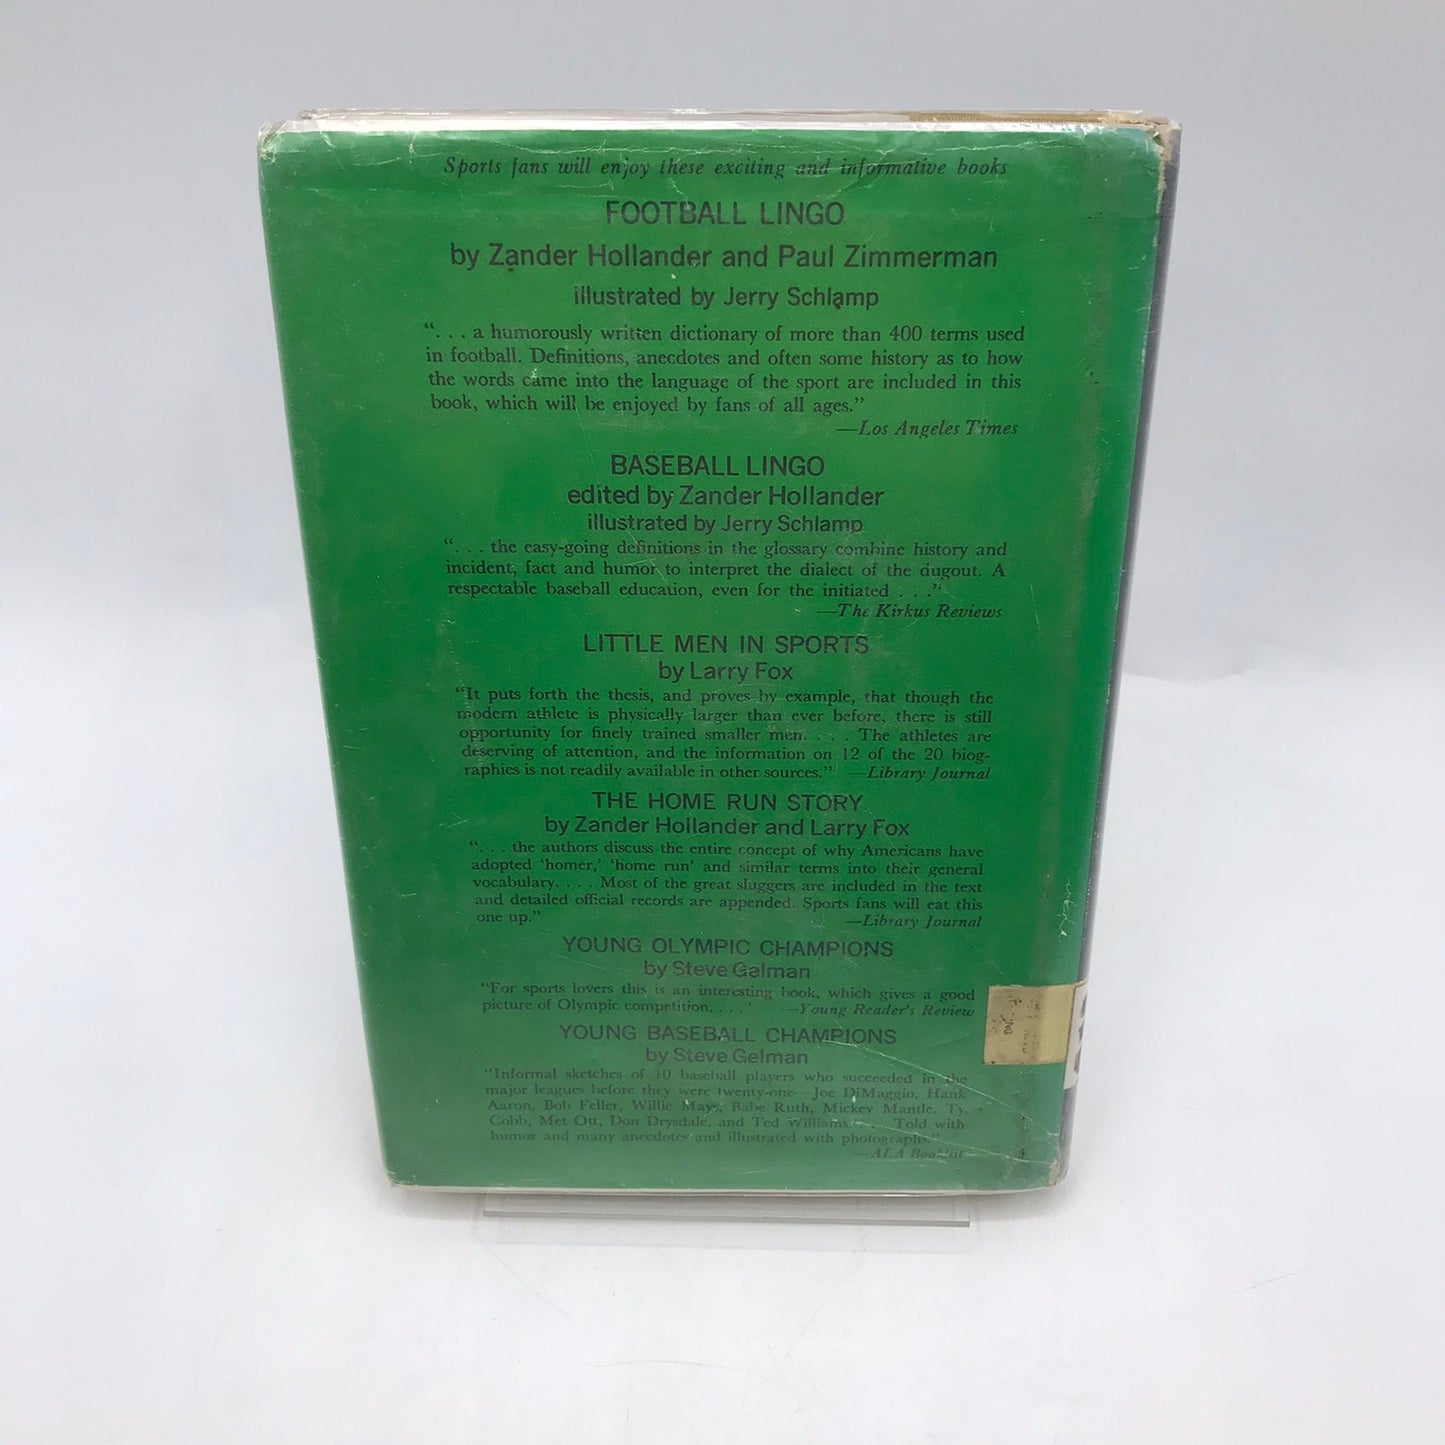 Sports fans will enjoy these exciting and informative books
FOOTBALL LINGO
by Zander Hollander and Paul Zimmerman
illustrated by Jerry Schlamp
“. . . a humorously written dictionary of more than 400 terms used
in football. Definitions, anecdotes and often some history as to how
the words came into the language of the sport are included in this
book, which will be enjoyed by fans of all ages.”
—Los Angeles Times
BASEBALL LINGO
edited by Zander Hollander
illustrated by Jerry Schlamp
“. . . the easy-going definitions in the glossary combine history and
incident, fact and humor to interpret the dialect of the dugout. A
respectable baseball education, even for the initiated . . .”
—The Kirkus Reviews
LITTLE MEN IN SPORTS
by Larry Fox
“It puts forth the thesis, and proves by example, that though the
modern athlete is physically larger than ever before, there is still
opportunity for finely trained smaller men. . . . The athletes are
deserving of attention, and the information on 12 of the 20 biog-
raphies is not readily available in other sources.” —Library Journal
THE HOME RUN STORY
by Zander Hollander and Larry Fox
“. . . the authors discuss the entire concept of why Americans have
adopted ‘homer,’ ‘home run’ and similar terms into their general
vocabulary. . . . Most of the great sluggers are included in the text
and detailed official records are appended. Sports fans will eat this
one up.” —Library Journal
YOUNG OLYMPIC CHAMPIONS
by Steve Gelman
“For sports lovers this is an interesting book, which gives a good
picture of Olympic competition. . . .” —Young Reader's Review
YOUNG BASEBALL CHAMPIONS
by Steve Gelman
“Informal sketches of 10 baseball players who succeeded in the
major leagues before they were twenty-one—Joe DiMaggio, Hank
Aaron, Bob Feller, Willie Mays, Babe Ruth, Mickey Mantle, Ty
Cobb, Met Ott, Don Drysdale, and Ted Williams. . . . Told with
humor and many anecdotes and illustrated with photographs.”
—ALA Booklist